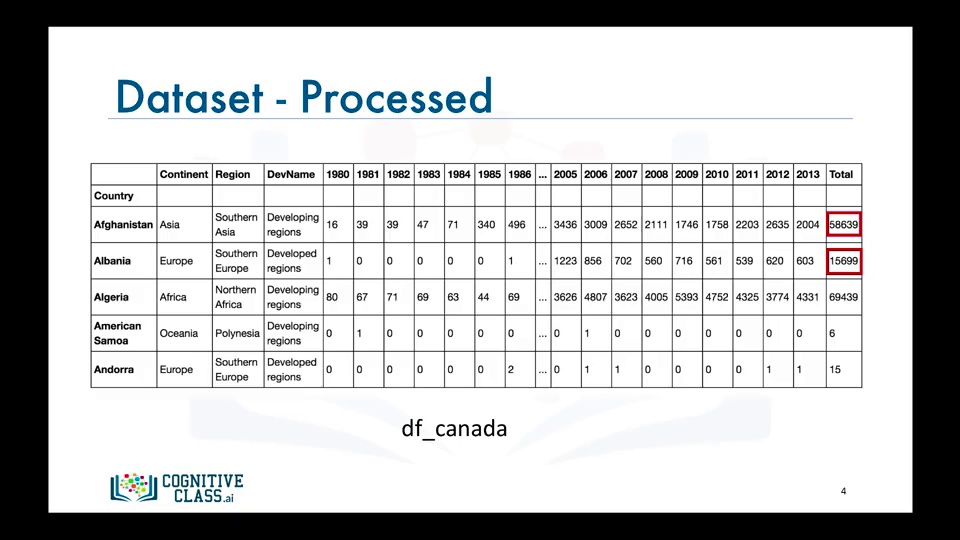 Dataset - Processed
Continent Region DevName 1980 1981 1982 1983 1984 1985 1986 ... 2005 2006 2007 2008 2009 2010 2011 2012 2013 Total
Country
Afghanistan Asia Southern Asia Developing regions 16 39 39 47 71 340 496 ... 3436 3009 2652 2111 1746 1758 2203 2635 2004 58639
Albania Europe Southern Europe Developed regions 1 0 0 0 0 0 1 ... 1223 856 702 560 716 561 539 620 603 15699
Algeria Africa Northern Africa Developing regions 80 67 71 69 63 44 69 ... 3626 4807 3623 4005 5393 4752 4325 3774 4331 69439
American Samoa Oceania Polynesia Developing regions 0 1 0 0 0 0 0 ... 0 1 0 0 0 0 0 0 0 6
Andorra Europe Southern Europe Developed regions 0 0 0 0 0 0 2 ... 0 1 1 0 0 0 0 1 1 15
df_canada
COGNITIVE
CLASS.ai
4